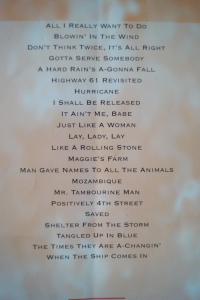 All I Really Want To Do
Blowin' In The Wind
Don't Think Twice, It's All Right
Gotta Serve Somebody
A Hard Rain's A-Gonna Fall
Highway 61 Revisited
Hurricane
I Shall Be Released
It Ain't Me, Babe
Just Like A Woman
Lay, Lady, Lay
Like A Rolling Stone
Maggie's Farm
Man Gave Names To All The Animals
Mozambique
Mr. Tambourine Man
Positively 4th Street
Saved
Shelter From The Storm
Tangled Up In Blue
The Times They Are A-Changin'
When The Ship Comes In